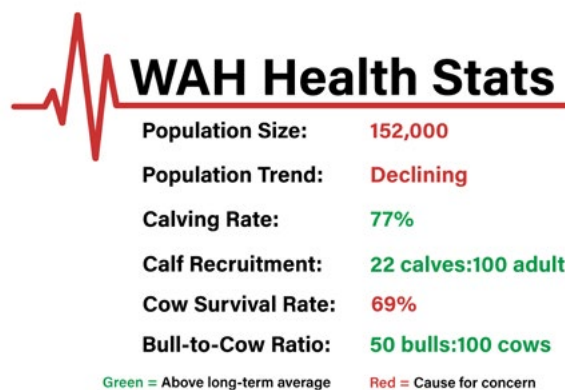 WAH Health Stats
Population Size: 152,000
Population Trend: Declining
Calving Rate: 77%
Calf Recruitment: 22 calves:100 adult
Cow Survival Rate: 69%
Bull-to-Cow Ratio: 50 bulls:100 cows
Green = Above long-term average Red = Cause for concern